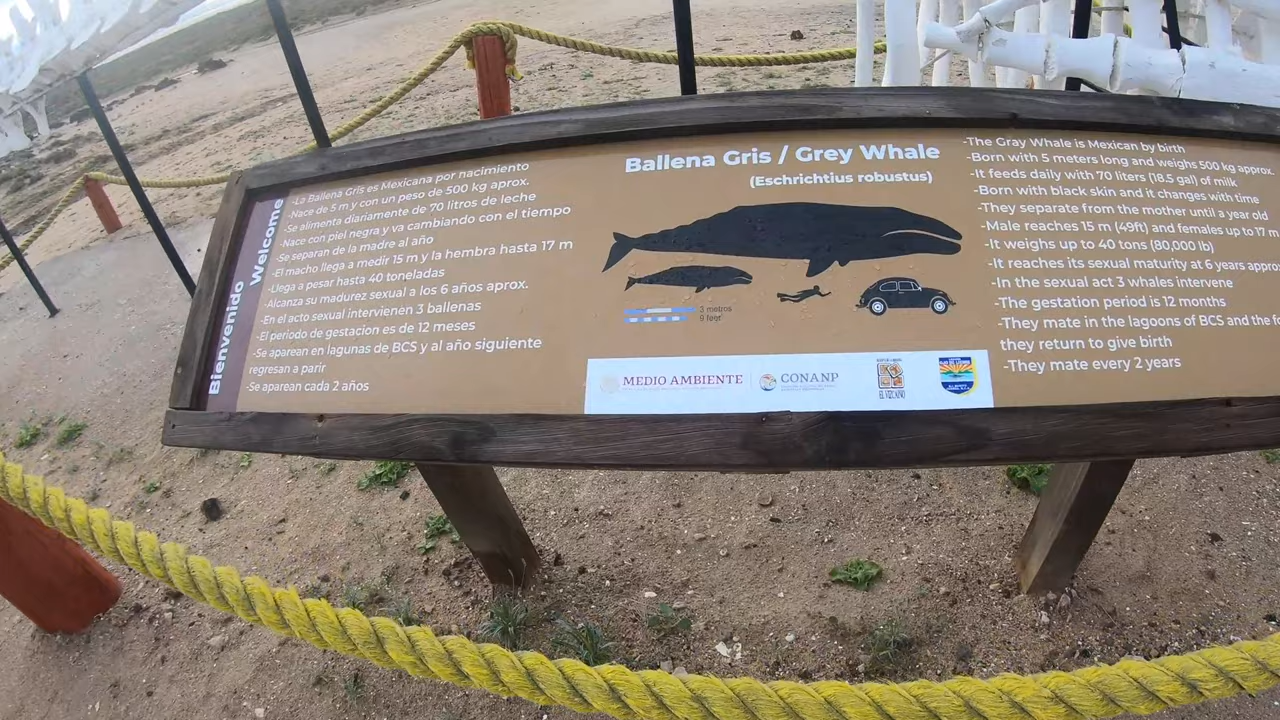 Bienvenido Welcome
-La Ballena Gris es Mexicana por nacimiento
-Nace de 5 m y con un peso de 500 kg aprox.
-Se alimenta diariamente de 70 litros de leche
-Nace con piel negra y va cambiando con el tiempo
-Se separan de la madre al año
-El macho llega a medir 15 m y la hembra hasta 17 m
-Llega a pesar hasta 40 toneladas
-Alcanza su madurez sexual a los 6 años aprox.
-En el acto sexual intervienen 3 ballenas
-El periodo de gestacion es de 12 meses
-Se aparean en lagunas de BCS y al año siguiente
regresan a parir
-Se aparean cada 2 años
Ballena Gris / Grey Whale
(Eschrichtius robustus)
3 metros
9 feet
MEDIO AMBIENTE
CONANP
EL VIZCAINO
-The Gray Whale is Mexican by birth
-Born with 5 meters long and weighs 500 kg approx.
-It feeds daily with 70 liters (18.5 gal) of milk
-Born with black skin and it changes with time
-They separate from the mother until a year old
-Male reaches 15 m (49ft) and females up to 17 m
-It weighs up to 40 tons (80,000 lb)
-It reaches its sexual maturity at 6 years
-In the sexual act 3 whales intervene
-The gestation period is 12 months
-They mate in the lagoons of BCS and the
they return to give birth
-They mate every 2 years